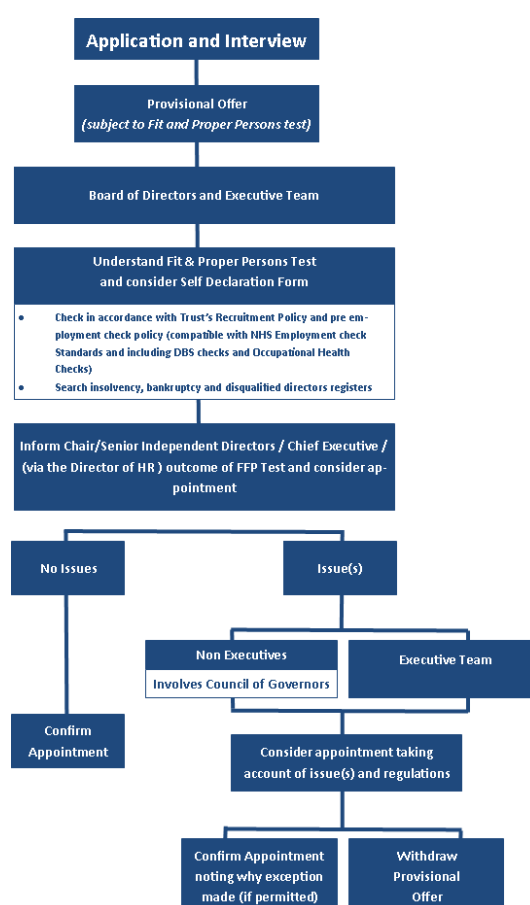 Application and Interview
Provisional Offer
(subject to Fit and Proper Persons test)
Board of Directors and Executive Team
Understand Fit & Proper Persons Test
and consider Self Declaration Form
• Check in accordance with Trust's Recruitment Policy and pre em-
ployment check policy (compatible with NHS Employment check
Standards and including DBS checks and Occupational Health
Checks)
• Search insolvency, bankruptcy and disqualified directors registers
Inform Chair/Senior Independent Directors / Chief Executive /
(via the Director of HR ) outcome of FFP Test and consider ap-
pointment
No Issues
Issue(s)
Non Executives
Involves Council of Governors
Executive Team
Confirm
Appointment
Consider appointment taking
account of issue(s) and regulations
Confirm Appointment
noting why exception
made (if permitted)
Withdraw
Provisional
Offer